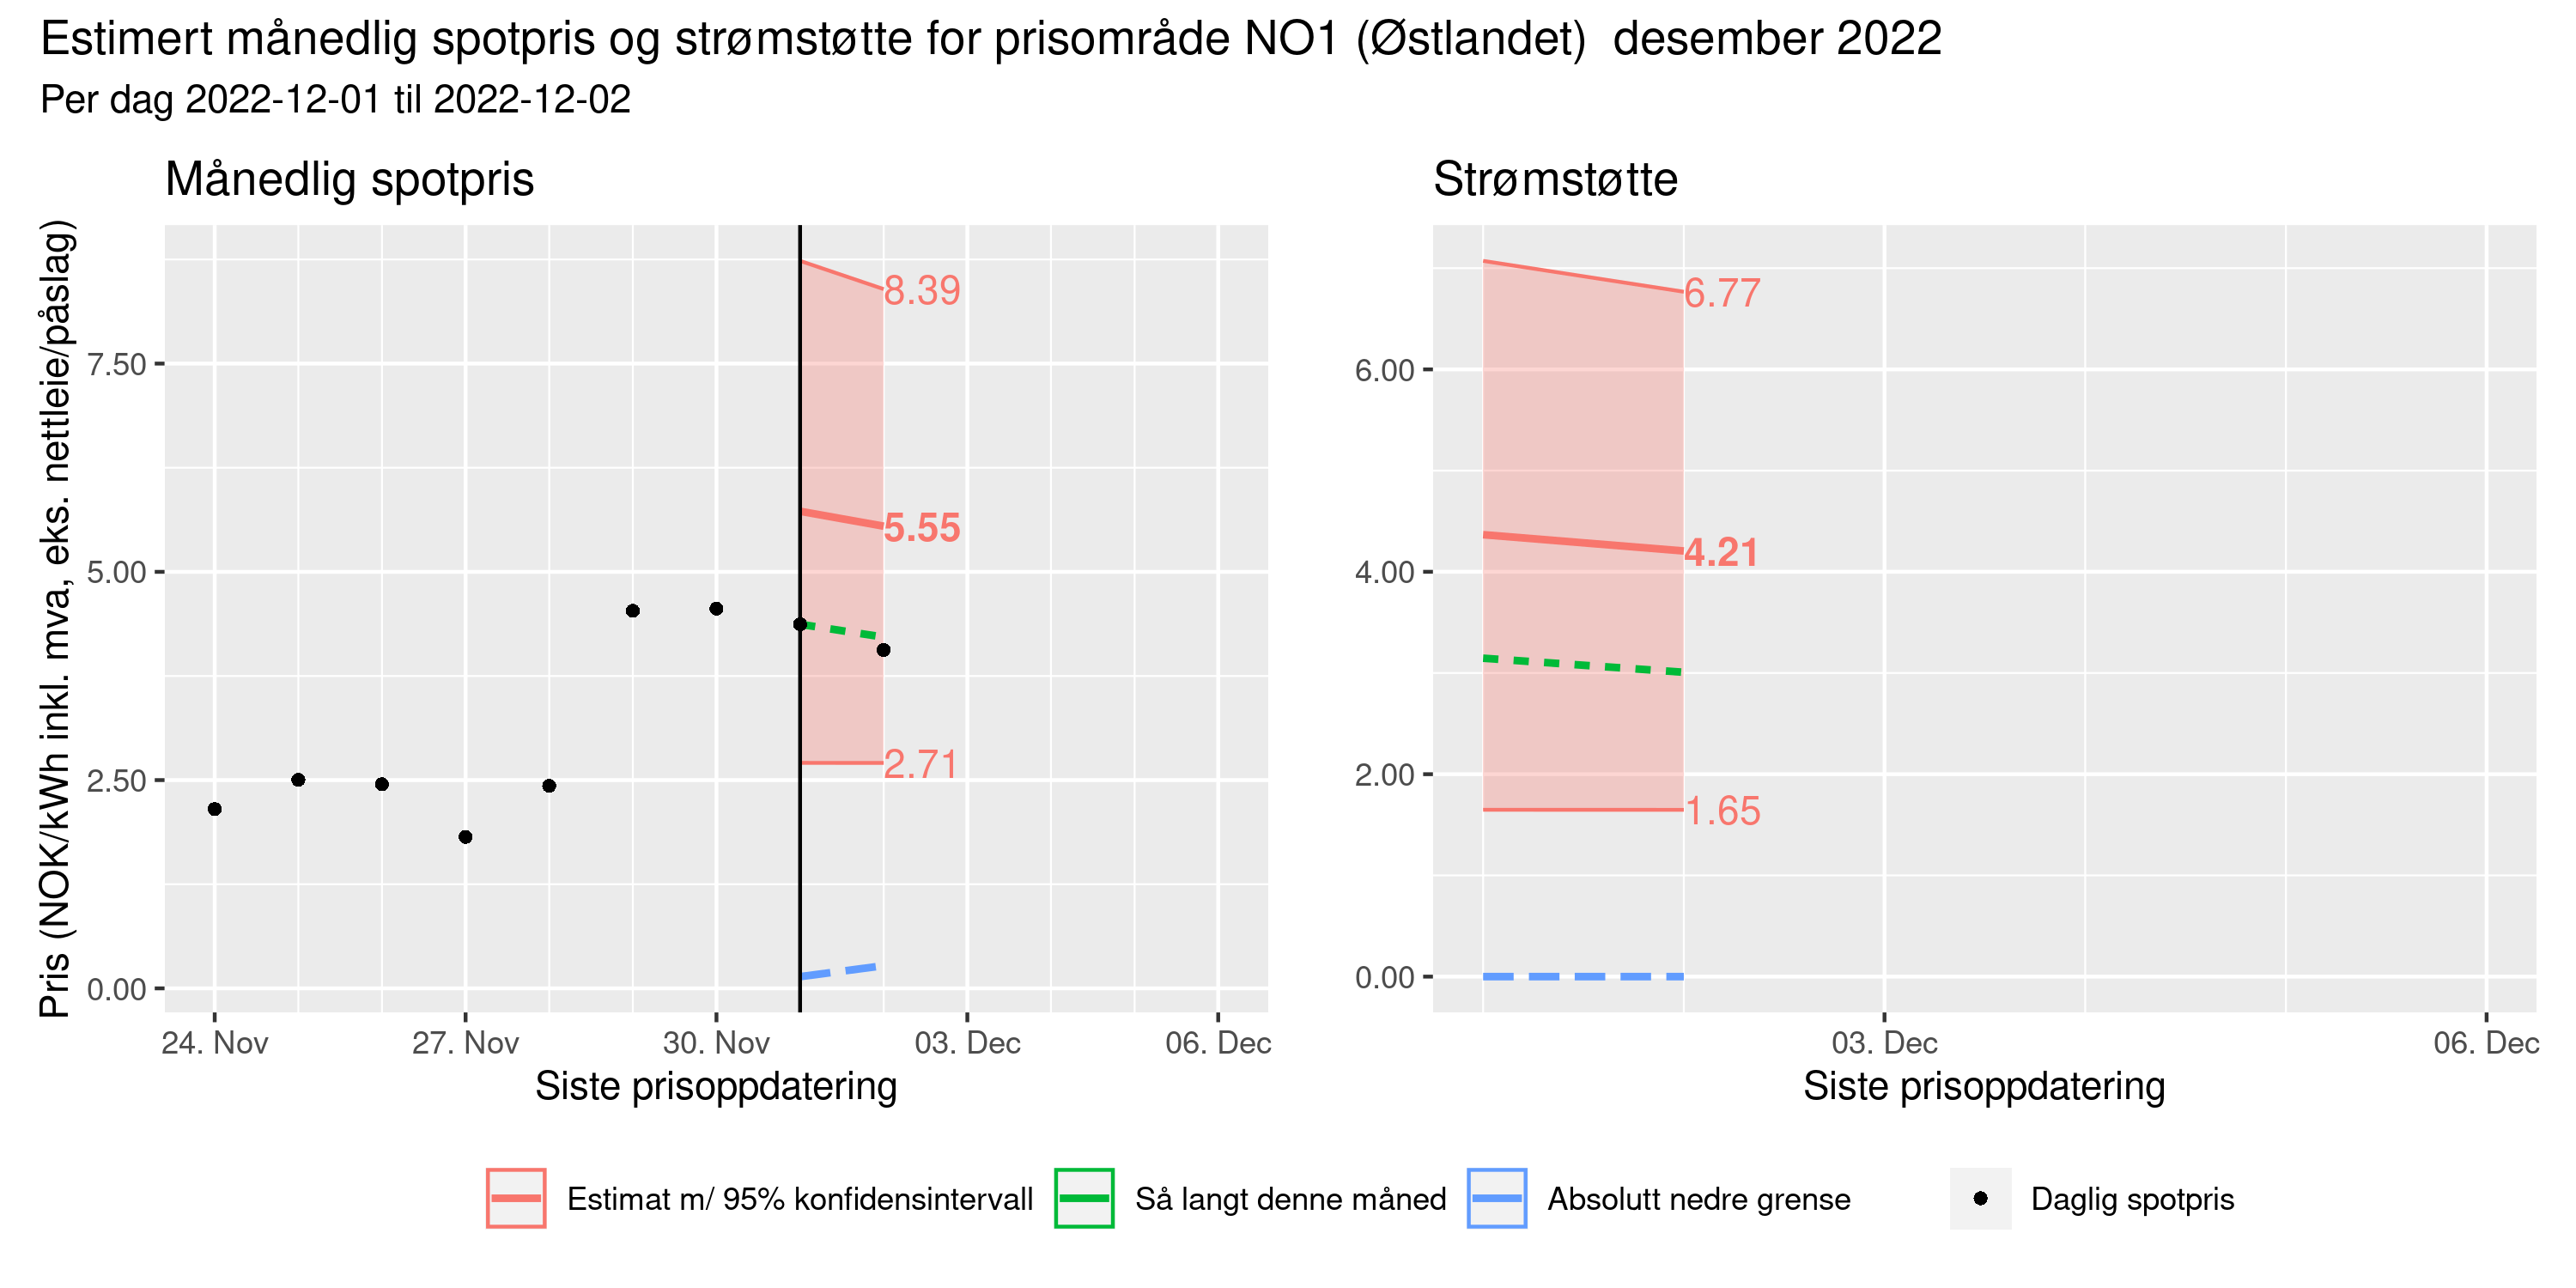 Estimert månedlig spotpris og strømstøtte for prisområde NO1 (Østlandet)  desember 2022
Per dag 2022-12-01 til 2022-12-02
Månedlig spotpris
Pris (NOK/kWh inkl. mva, eks. nettleie/påslag)
7.50
5.00
2.50
0.00
8.39
5.55
2.71
24. Nov
27. Nov
30. Nov
03. Dec
06. Dec
Siste prisoppdatering
Strømstøtte
6.00
4.00
2.00
0.00
6.77
4.21
1.65
03. Dec
06. Dec
Siste prisoppdatering
Estimat m/ 95% konfidensintervall
Så langt denne måned
Absolutt nedre grense
Daglig spotpris